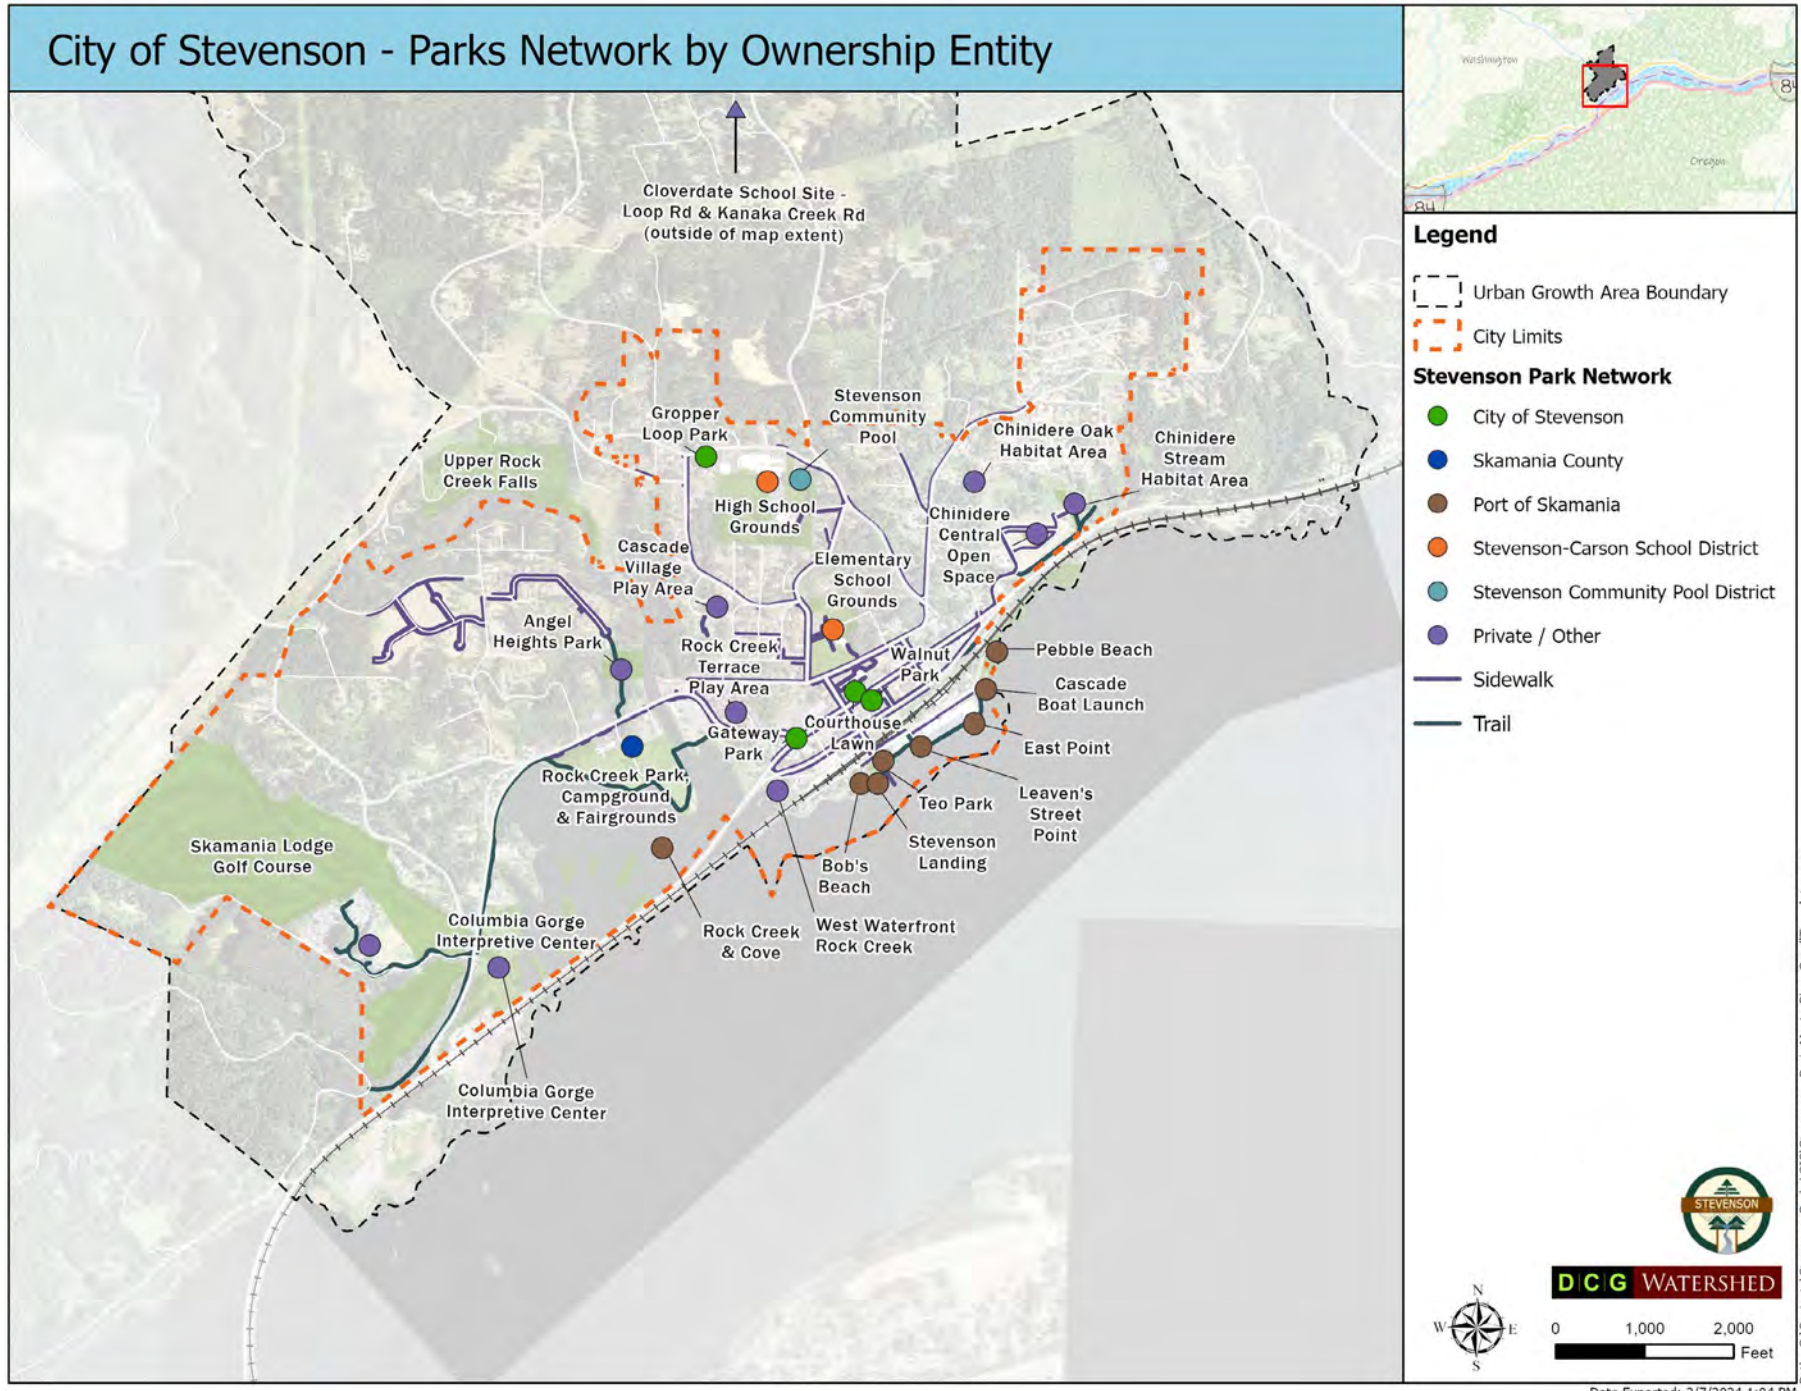 City of Stevenson - Parks Network by Ownership Entity
Washington
Oregon
84
84
Cloverdate School Site -
Loop Rd & Kanaka Creek Rd
(outside of map extent)
Gropper
Loop Park
Stevenson
Community
Pool
Chinidere Oak
Habitat Area
Chinidere
Stream
Habitat Area
Upper Rock
Creek Falls
High School
Grounds
Chinidere
Central
Open
Space
Cascade
Village
Play Area
Elementary
School
Grounds
Angel
Heights Park
Rock Creek
Terrace
Play Area
Walnut
Park
Pebble Beach
Cascade
Boat Launch
Gateway
Park
Courthouse
Lawn
East Point
Rock Creek Park,
Campground
& Fairgrounds
Teo Park
Leaven's
Street
Point
Stevenson
Landing
Bob's
Beach
Skamania Lodge
Golf Course
Columbia Gorge
Interpretive Center
Rock Creek
& Cove
West Waterfront
Rock Creek
Columbia Gorge
Interpretive Center
Legend
Urban Growth Area Boundary
City Limits
Stevenson Park Network
City of Stevenson
Skamania County
Port of Skamania
Stevenson-Carson School District
Stevenson Community Pool District
Private / Other
Sidewalk
Trail
STEVENSON
DCG WATERSHED
N
W E
S
0 1,000 2,000
Feet